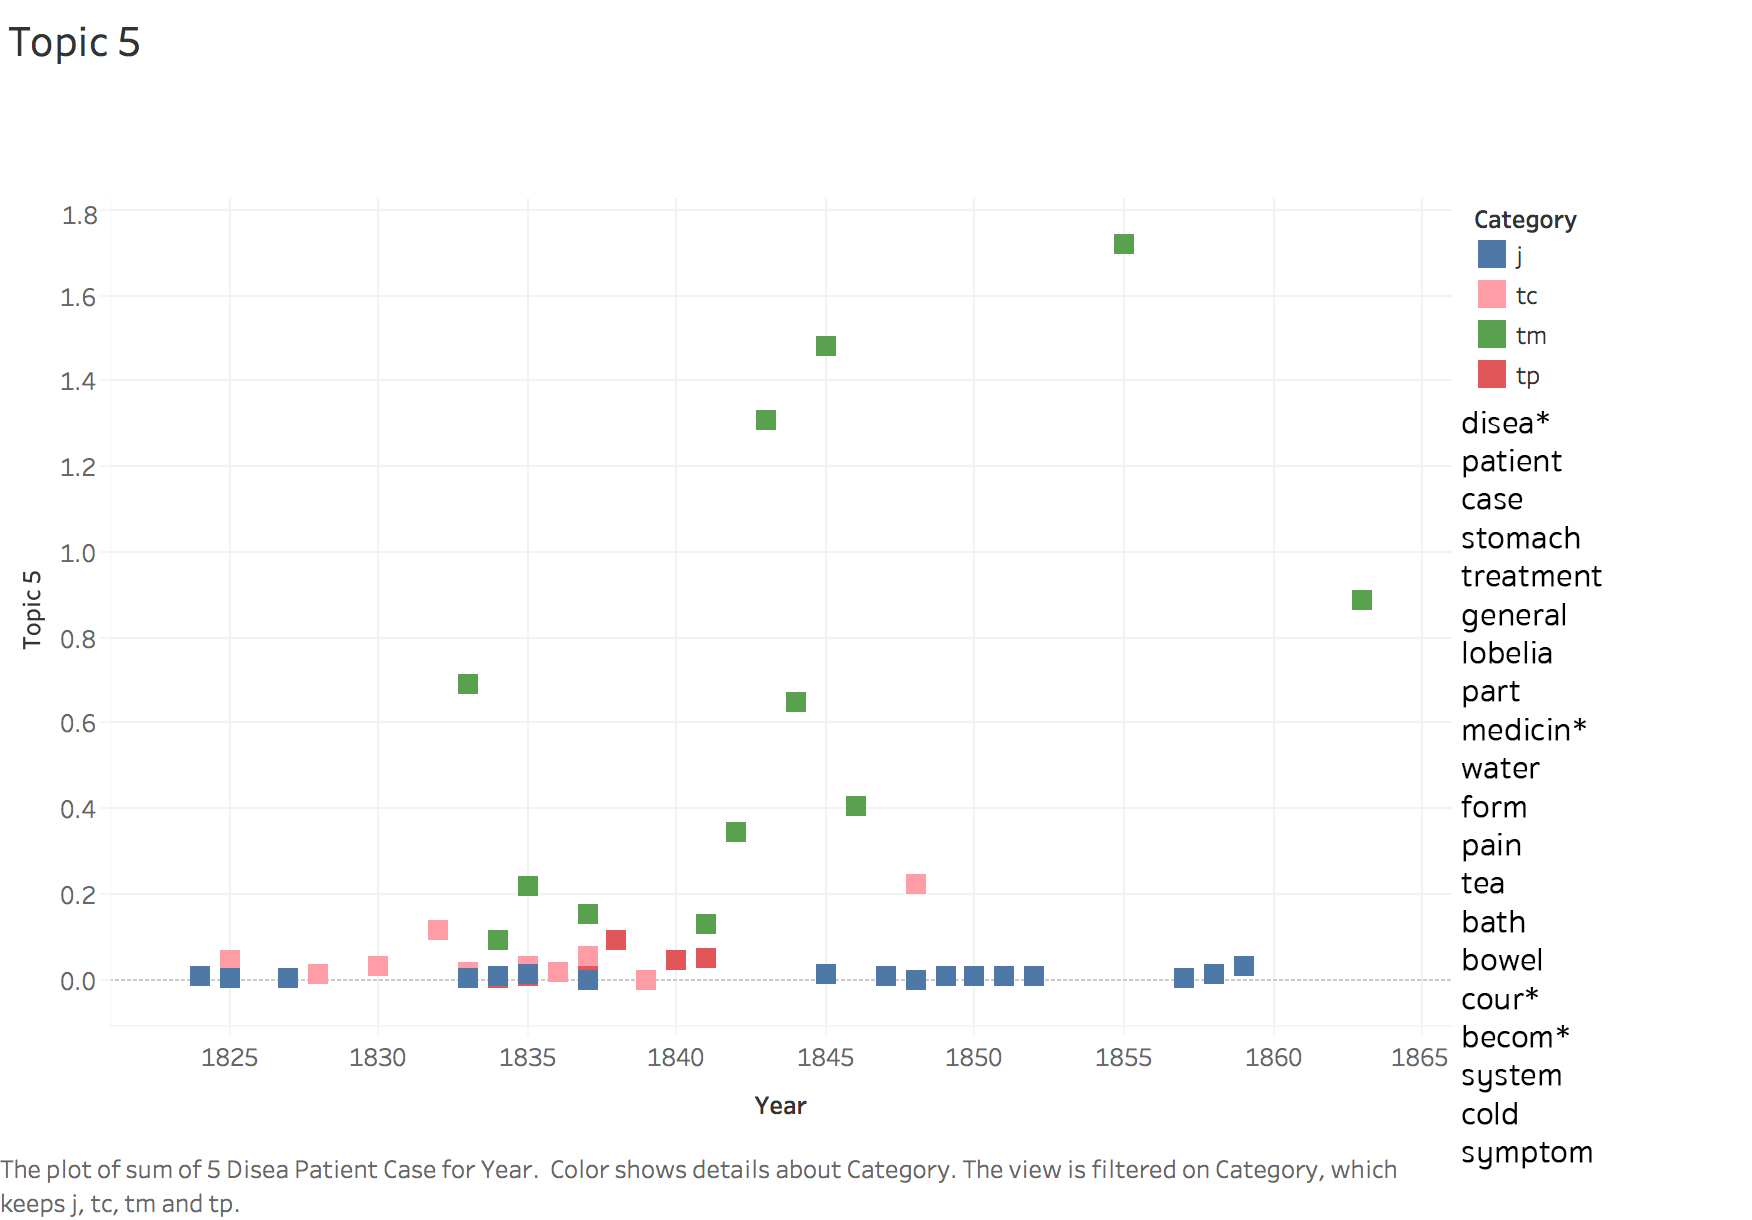 Topic 5
1.8
1.6
1.4
1.2
1.0
0.8
0.6
0.4
0.2
0.0
Topic 5
1825 1830 1835 1840 1845 1850 1855 1860 1865
Year
Category
j
tc
tm
tp
disea*
patient
case
stomach
treatment
general
lobelia
part
medicin*
water
form
pain
tea
bath
bowel
cour*
becom*
system
cold
symptom
The plot of sum of 5 Disea Patient Case for Year.  Color shows details about Category. The view is filtered on Category, which
keeps j, tc, tm and tp.